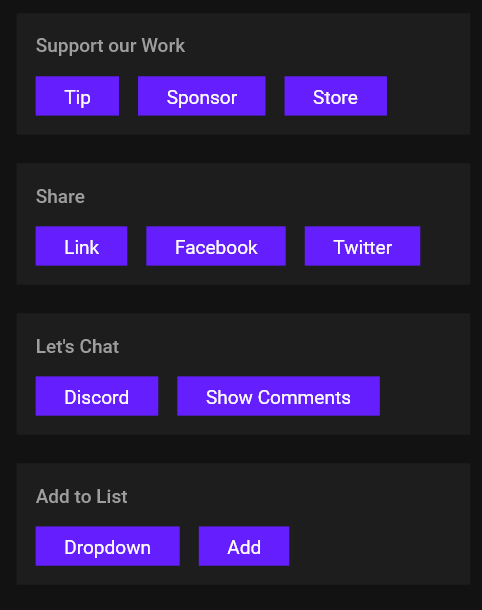 Support our Work
Tip Sponsor Store
Share
Link Facebook Twitter
Let's Chat
Discord Show Comments
Add to List
Dropdown Add